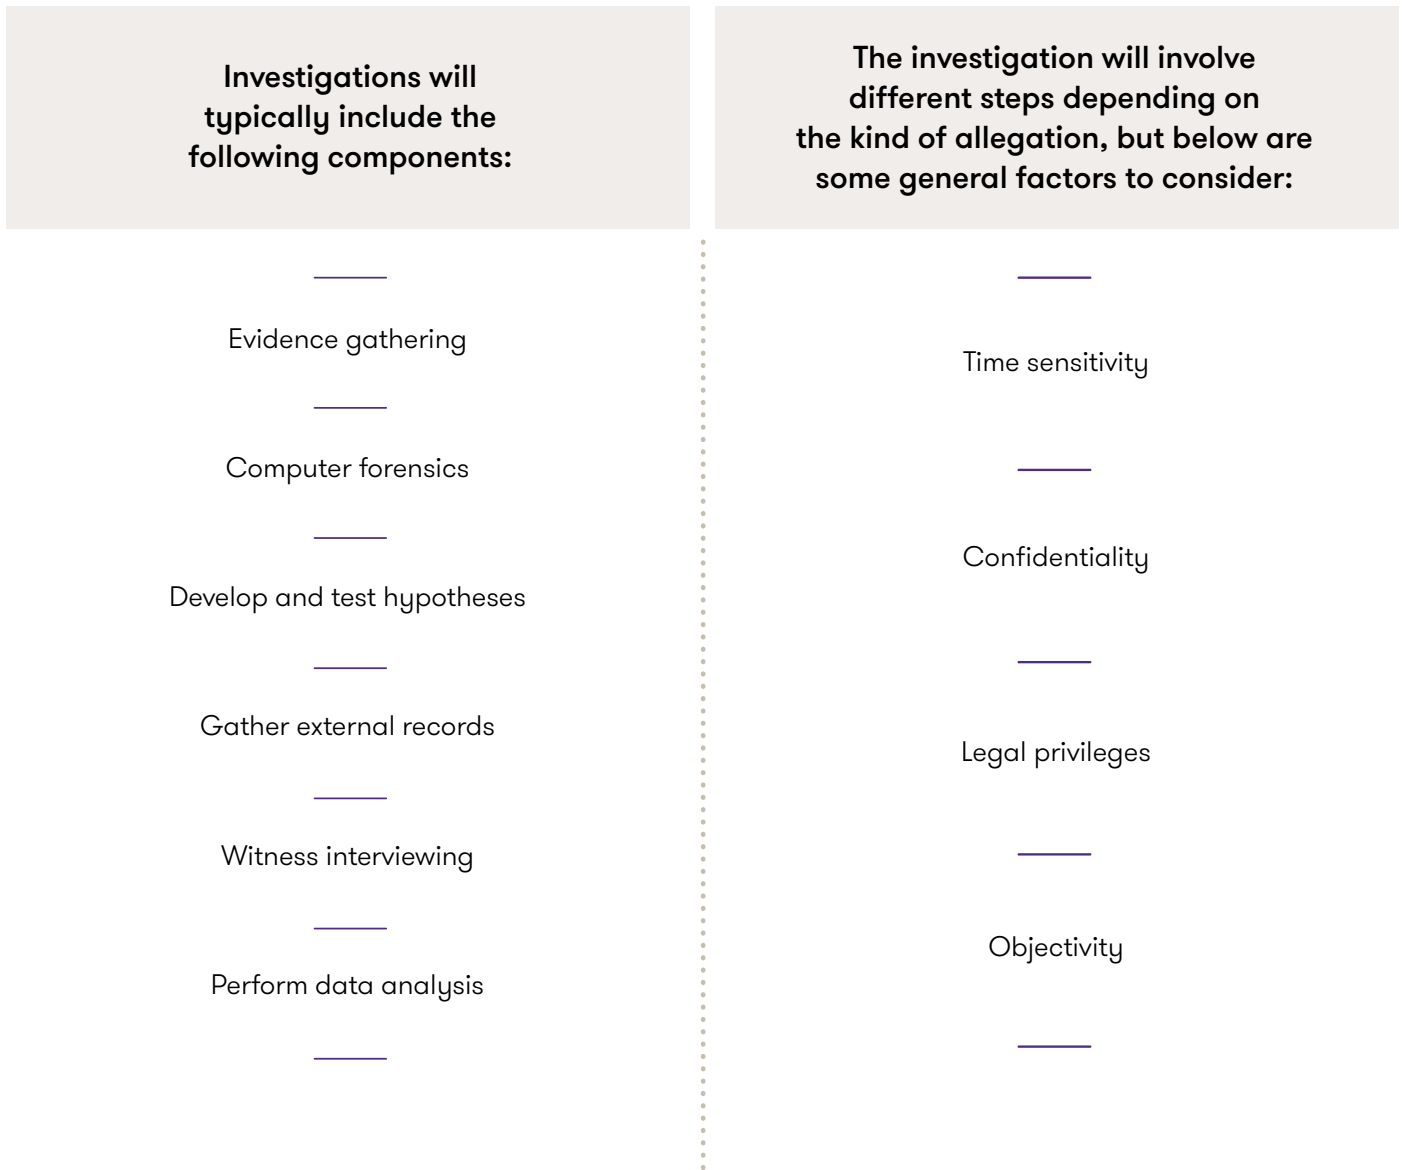 Investigations will
typically include the
following components:
Evidence gathering
Computer forensics
Develop and test hypotheses
Gather external records
Witness interviewing
Perform data analysis
The investigation will involve
different steps depending on
the kind of allegation, but below are
some general factors to consider:
Time sensitivity
Confidentiality
Legal privileges
Objectivity